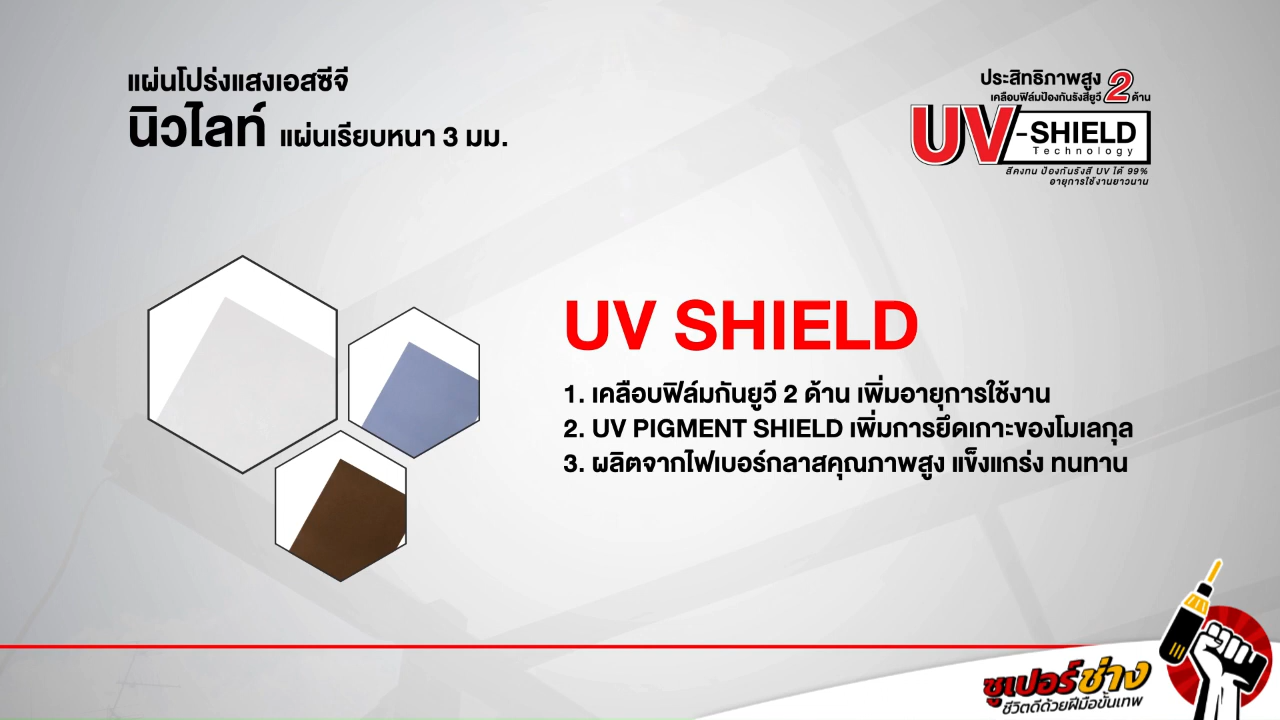 แผ่นโปร่งแสงเอสซีจี
นิวไลท์ แผ่นเรียบหนา 3 มม.
ประสิทธิภาพสูง 2
เคลือบฟิล์มป้องกันรังสียูวี ด้าน
UV-SHIELD
Technology
สีคงทน ป้องกันรังสี UV ได้ 99%
อายุการใช้งานยาวนาน
UV SHIELD
1. เคลือบฟิล์มกันยูวี 2 ด้าน เพิ่มอายุการใช้งาน
2. UV PIGMENT SHIELD เพิ่มการยึดเกาะของโมเลกุล
3. ผลิตจากไฟเบอร์กลาสคุณภาพสูง แข็งแกร่ง ทนทาน
ซูเปอร์ช่าง
ชีวิตดีด้วยฝีมือขั้นเทพ